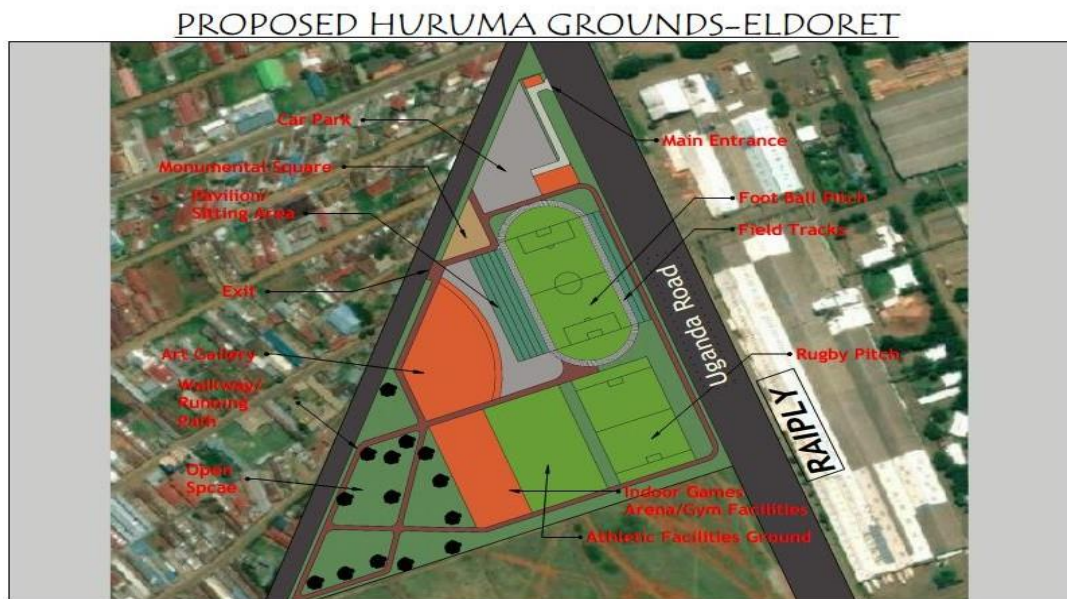 PROPOSED HURUMA GROUNDS-ELDORET
Car Park
Monumental Square
Pavilion/
Sitting Area
Exit
Art Gallery
Walkway/
Running
Path
Open
Spcae
Main Entrance
Foot Ball Pitch
Field Tracks
Uganda Road
Rugby Pitch
RAIPLY
Indoor Games
Arena/Gym Facilities
Athletic Facilities Ground